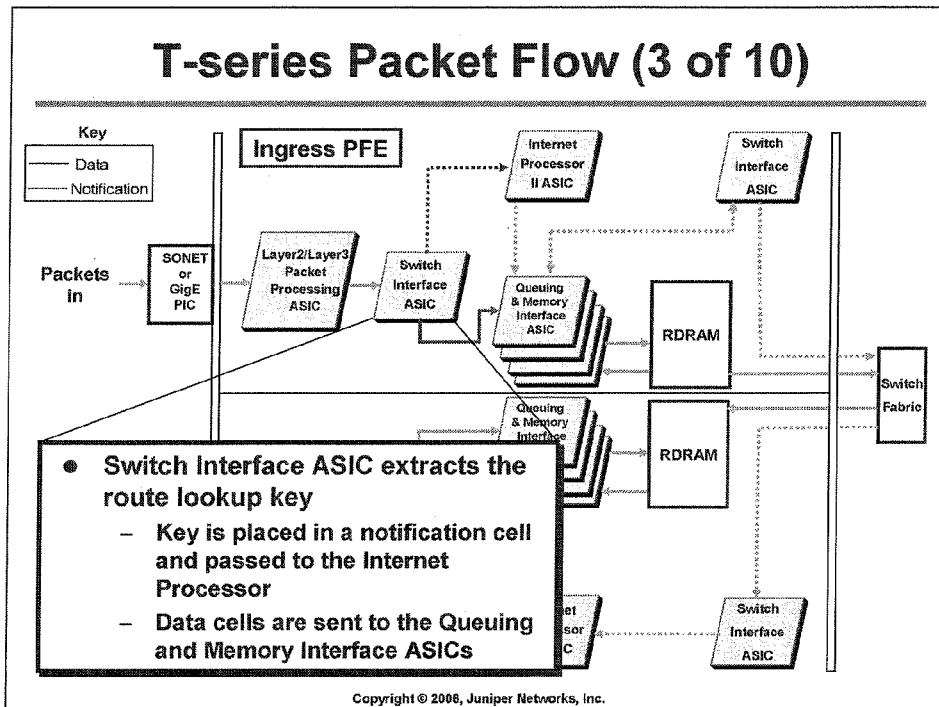 T-series Packet Flow (3 of 10)
Key
Data
Notification
Ingress PFE
Internet
Processor
II ASIC
Switch
Interface
ASIC
Packets
in
SONET
or
GigE
PIC
Layer2/Layer3
Packet
Processing
ASIC
Switch
Interface
ASIC
Queuing
& Memory
Interface
ASIC
RDRAM
Switch
Fabric
Queuing
& Memory
Interface
RDRAM
● Switch Interface ASIC extracts the
route lookup key
– Key is placed in a notification cell
and passed to the Internet
Processor
– Data cells are sent to the Queuing
and Memory Interface ASICs
Switch
Interface
ASIC
Copyright © 2006, Juniper Networks, Inc.